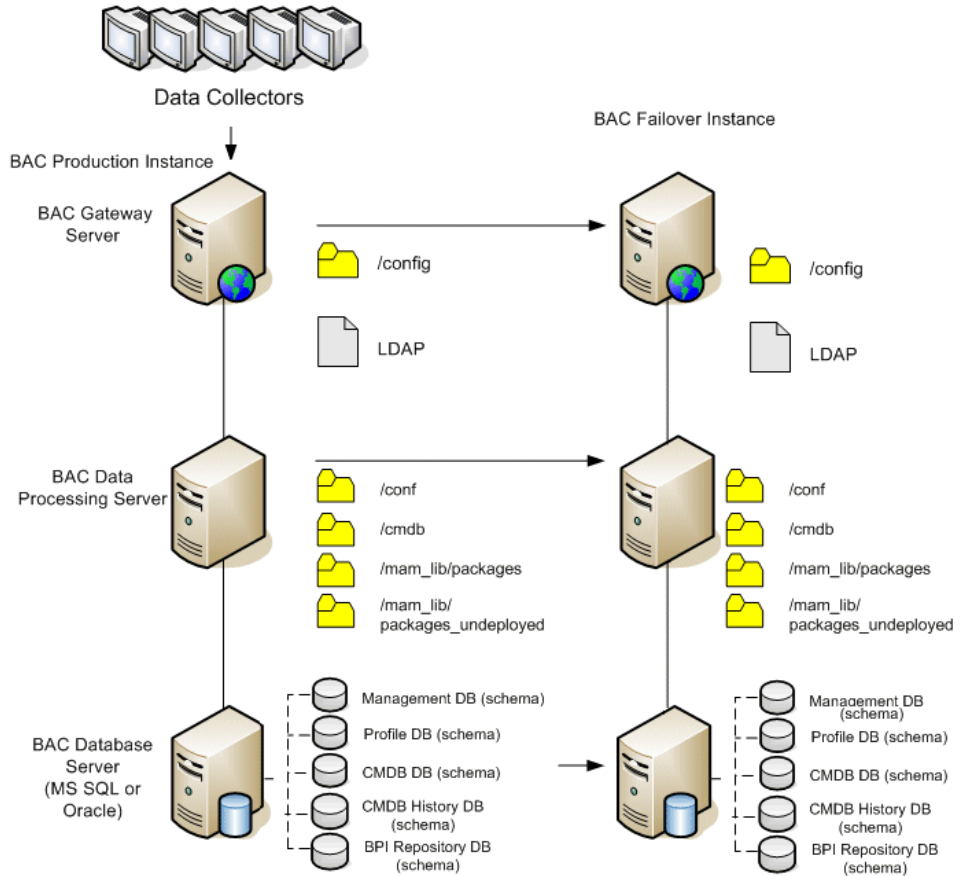 Data Collectors
BAC Failover Instance
BAC Production Instance
BAC Gateway
Server
/config
LDAP
/config
LDAP
BAC Data
Processing Server
/conf
/cmdb
/mam_lib/packages
/mam_lib/
packages_undeployed
/conf
/cmdb
/mam_lib/packages
/mam_lib/
packages_undeployed
BAC Database
Server
(MS SQL or
Oracle)
Management DB (schema)
Profile DB (schema)
CMDB DB (schema)
CMDB History DB
(schema)
BPI Repository DB
(schema)
Management DB
(schema)
Profile DB (schema)
CMDB DB (schema)
CMDB History DB
(schema)
BPI Repository DB
(schema)